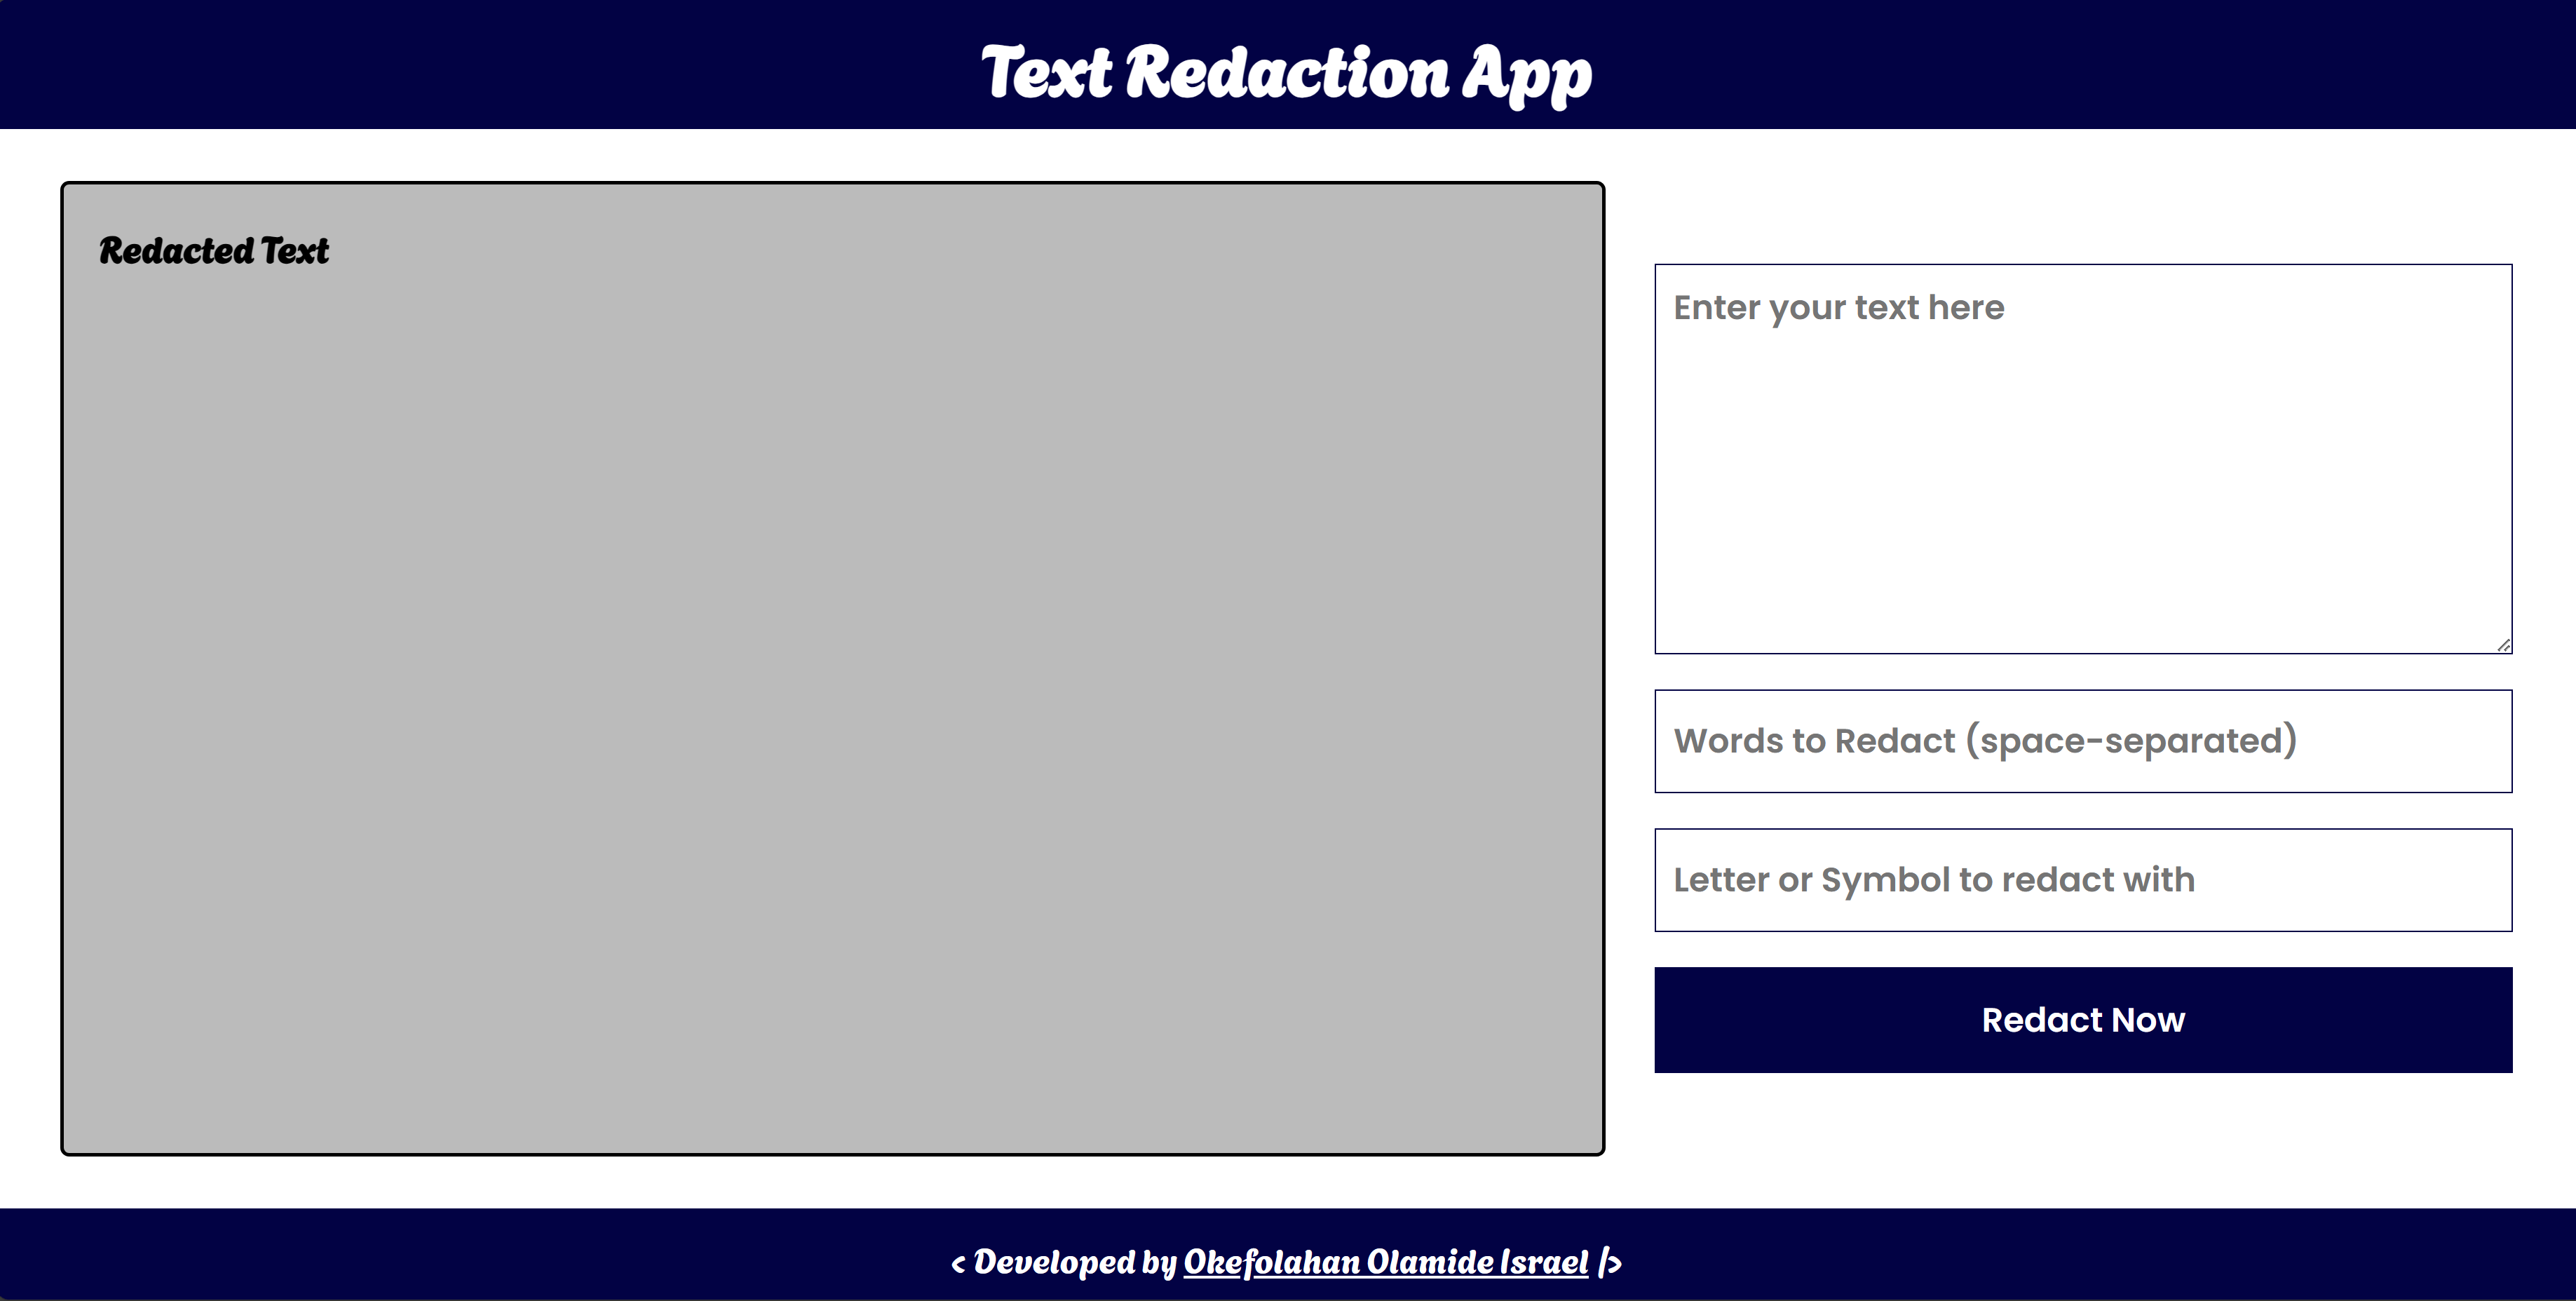 Text Redaction App
Redacted Text
Enter your text here
Words to Redact (space-separated)
Letter or Symbol to redact with
Redact Now
< Developed by Okefolahan Olamide Israel />